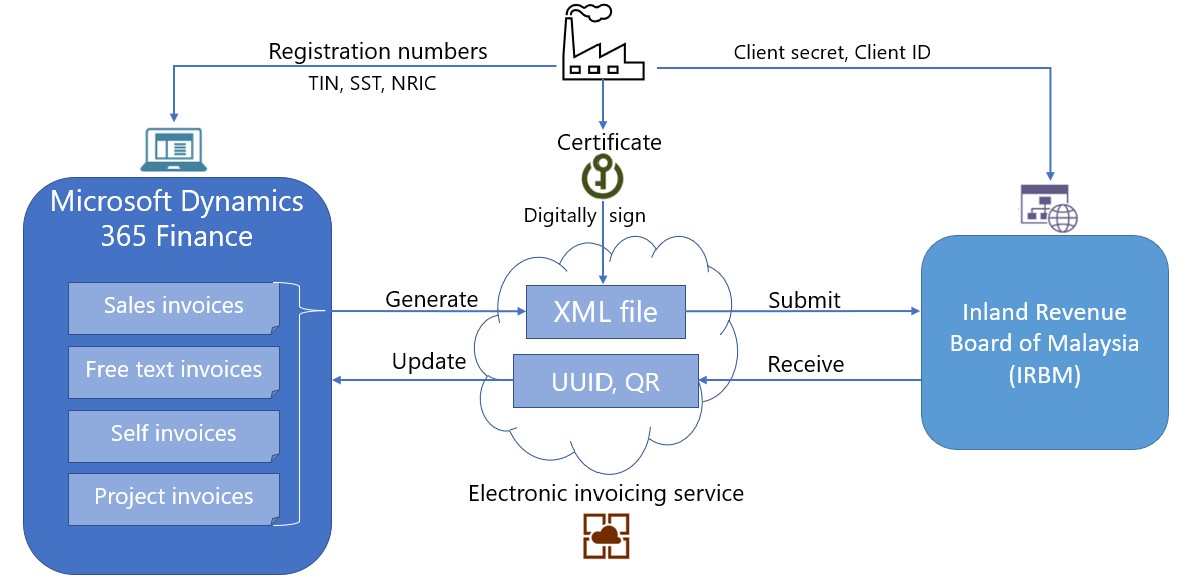 Registration numbers
TIN, SST, NRIC
Client secret, Client ID
Certificate
Digitally sign
Microsoft Dynamics
365 Finance
Sales invoices
Free text invoices
Self invoices
Project invoices
Generate
Update
XML file
UUID, QR
Submit
Receive
Inland Revenue
Board of Malaysia
(IRBM)
Electronic invoicing service